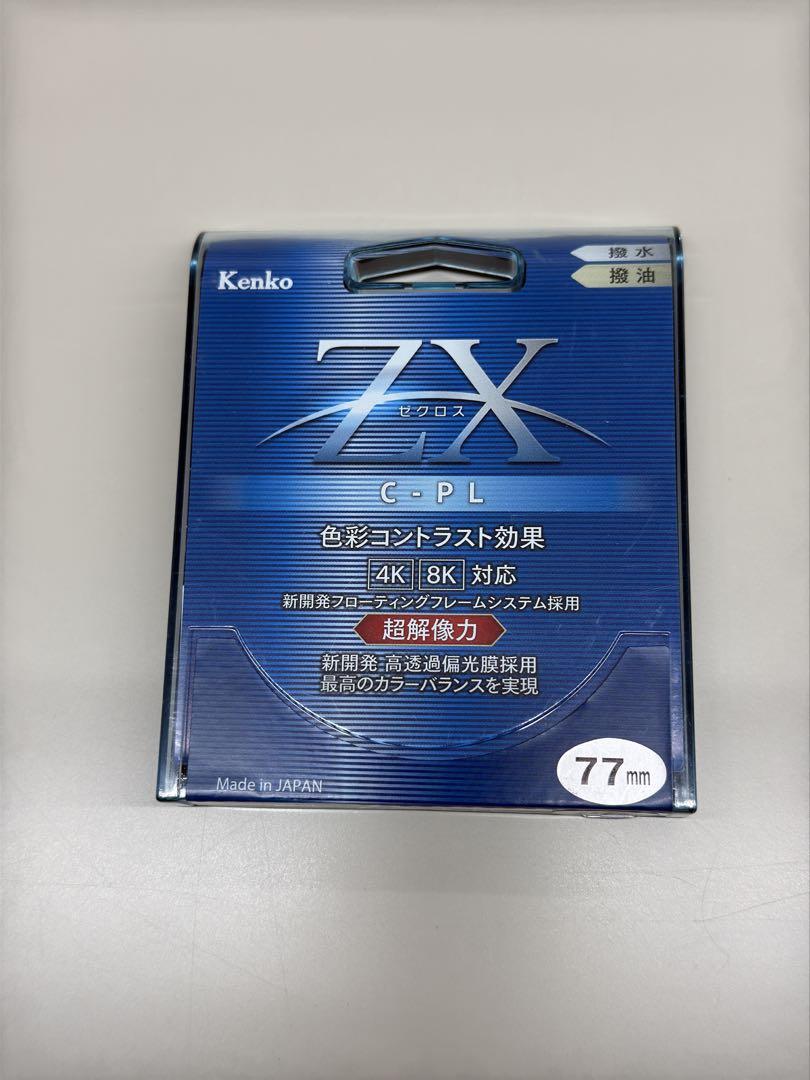 Kenko
撥水
撥油
ZX
ゼクロス
C-PL
色彩コントラスト効果
4K 8K 対応
新開発フローティングフレームシステム採用
超解像力
新開発 高透過偏光膜採用
最高のカラーバランスを実現
Made in JAPAN
77mm